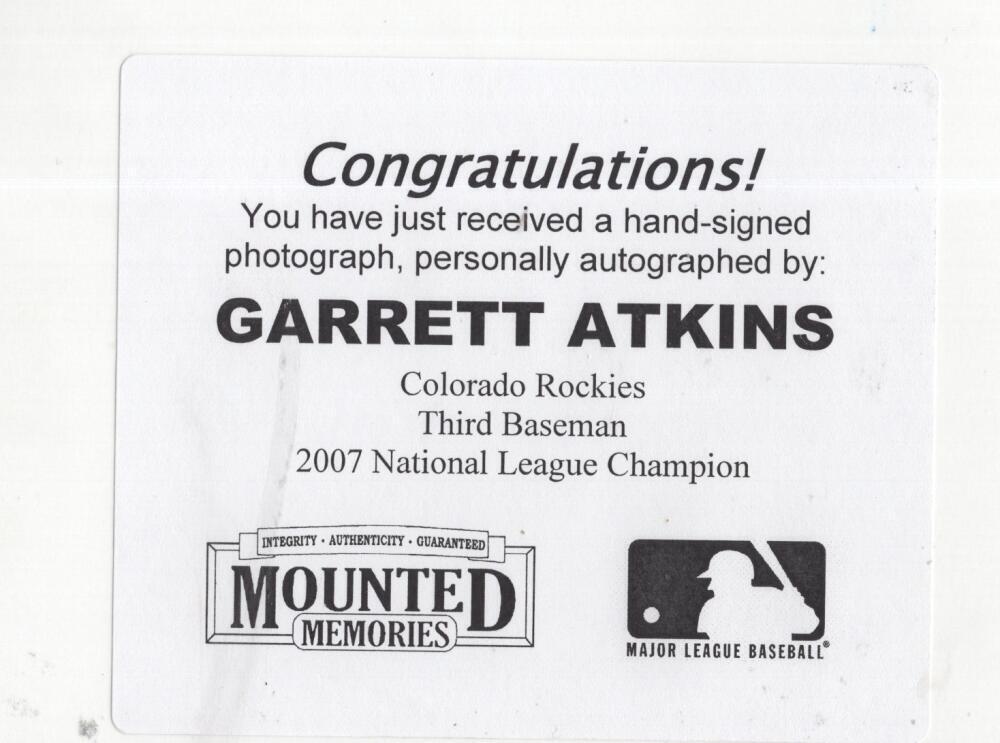 Congratulations!
You have just received a hand-signed
photograph, personally autographed by:
GARRETT ATKINS
Colorado Rockies
Third Baseman
2007 National League Champion
INTEGRITY · AUTHENTICITY · GUARANTEED
MOUNTED
MEMORIES
MAJOR LEAGUE BASEBALL®